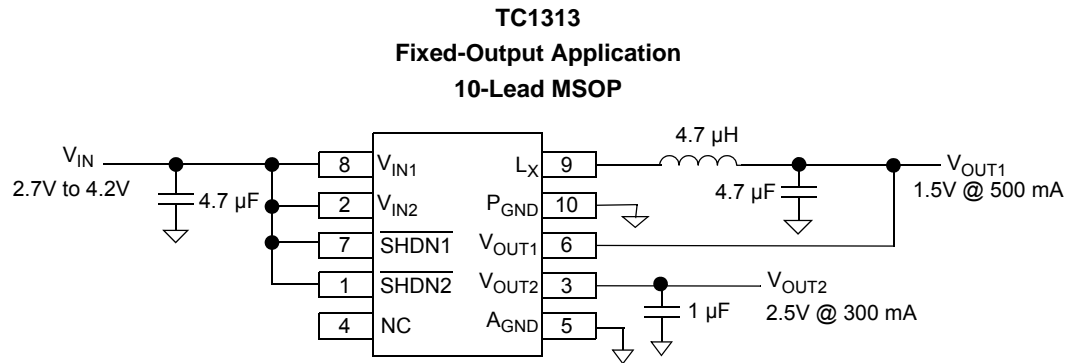 TC1313
Fixed-Output Application
10-Lead MSOP
VIN
2.7V to 4.2V
4.7 µF
8 VIN1
2 VIN2
7 SHDN1
1 SHDN2
4 NC
LX 9
PGND 10
VOUT1 6
VOUT2 3
AGND 5
4.7 µH
4.7 µF
VOUT1
1.5V @ 500 mA
1 µF
VOUT2
2.5V @ 300 mA